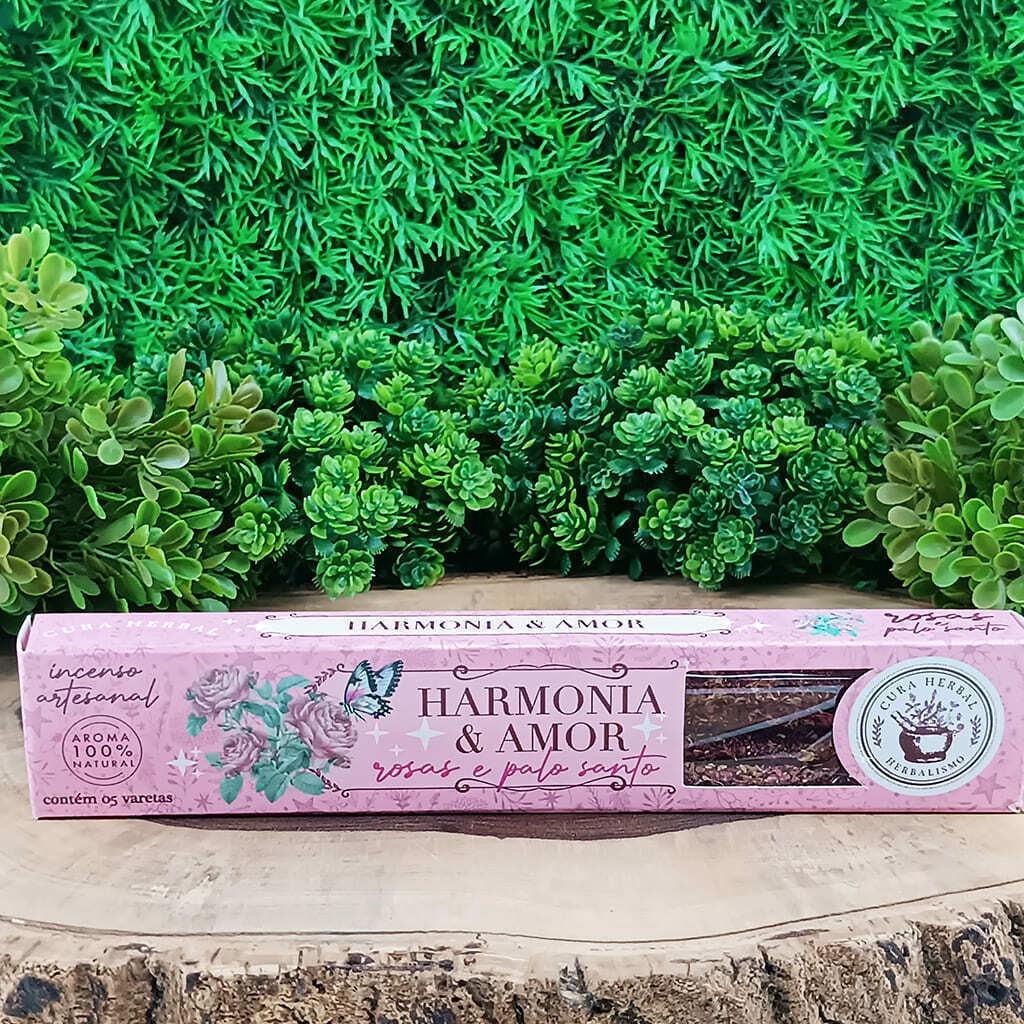 CURA HERBAL
HARMONIA & AMOR
rosas e
palo santo
incenso
artesanal
AROMA
100%
NATURAL
contém 05 varetas
HARMONIA
& AMOR
rosas e palo santo
CURA HERBAL
HERBALISMO